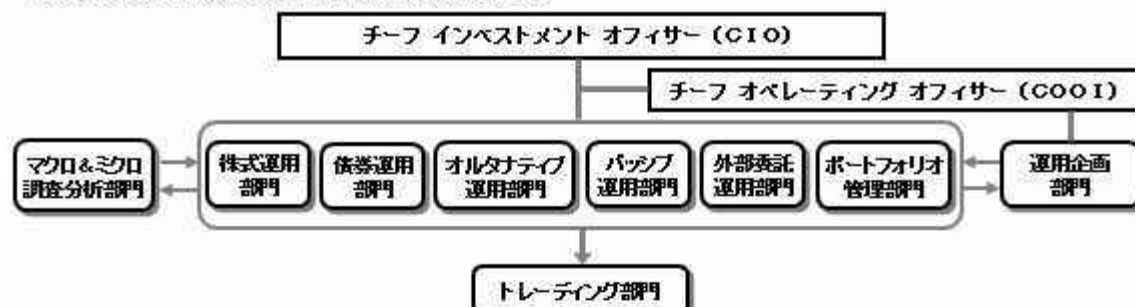 チーフ インベストメント オフィサー (CIO)
チーフ オペレーティング オフィサー (COOI)
マクロ&ミクロ
調査分析部門
株式運用
部門
債券運用
部門
オルタナティブ
運用部門
パッシブ
運用部門
外部委託
運用部門
ポートフォリオ
管理部門
運用企画
部門
トレーディング部門